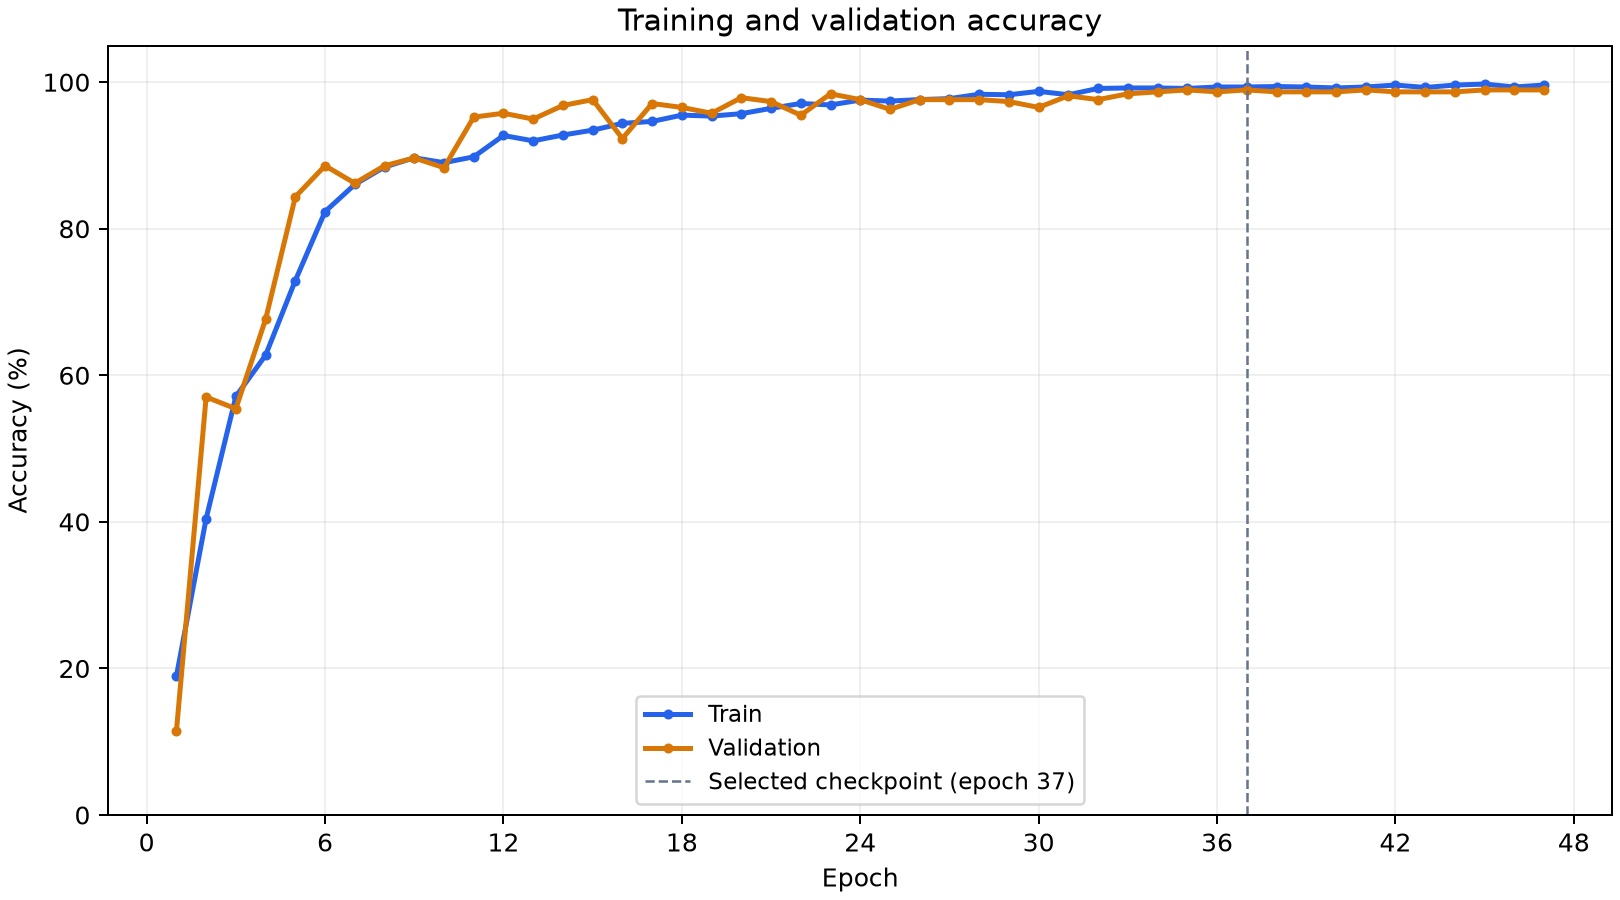 Training and validation accuracy
Accuracy (%)
100
80
60
40
20
0
Train
Validation
Selected checkpoint (epoch 37)
0 6 12 18 24 30 36 42 48
Epoch